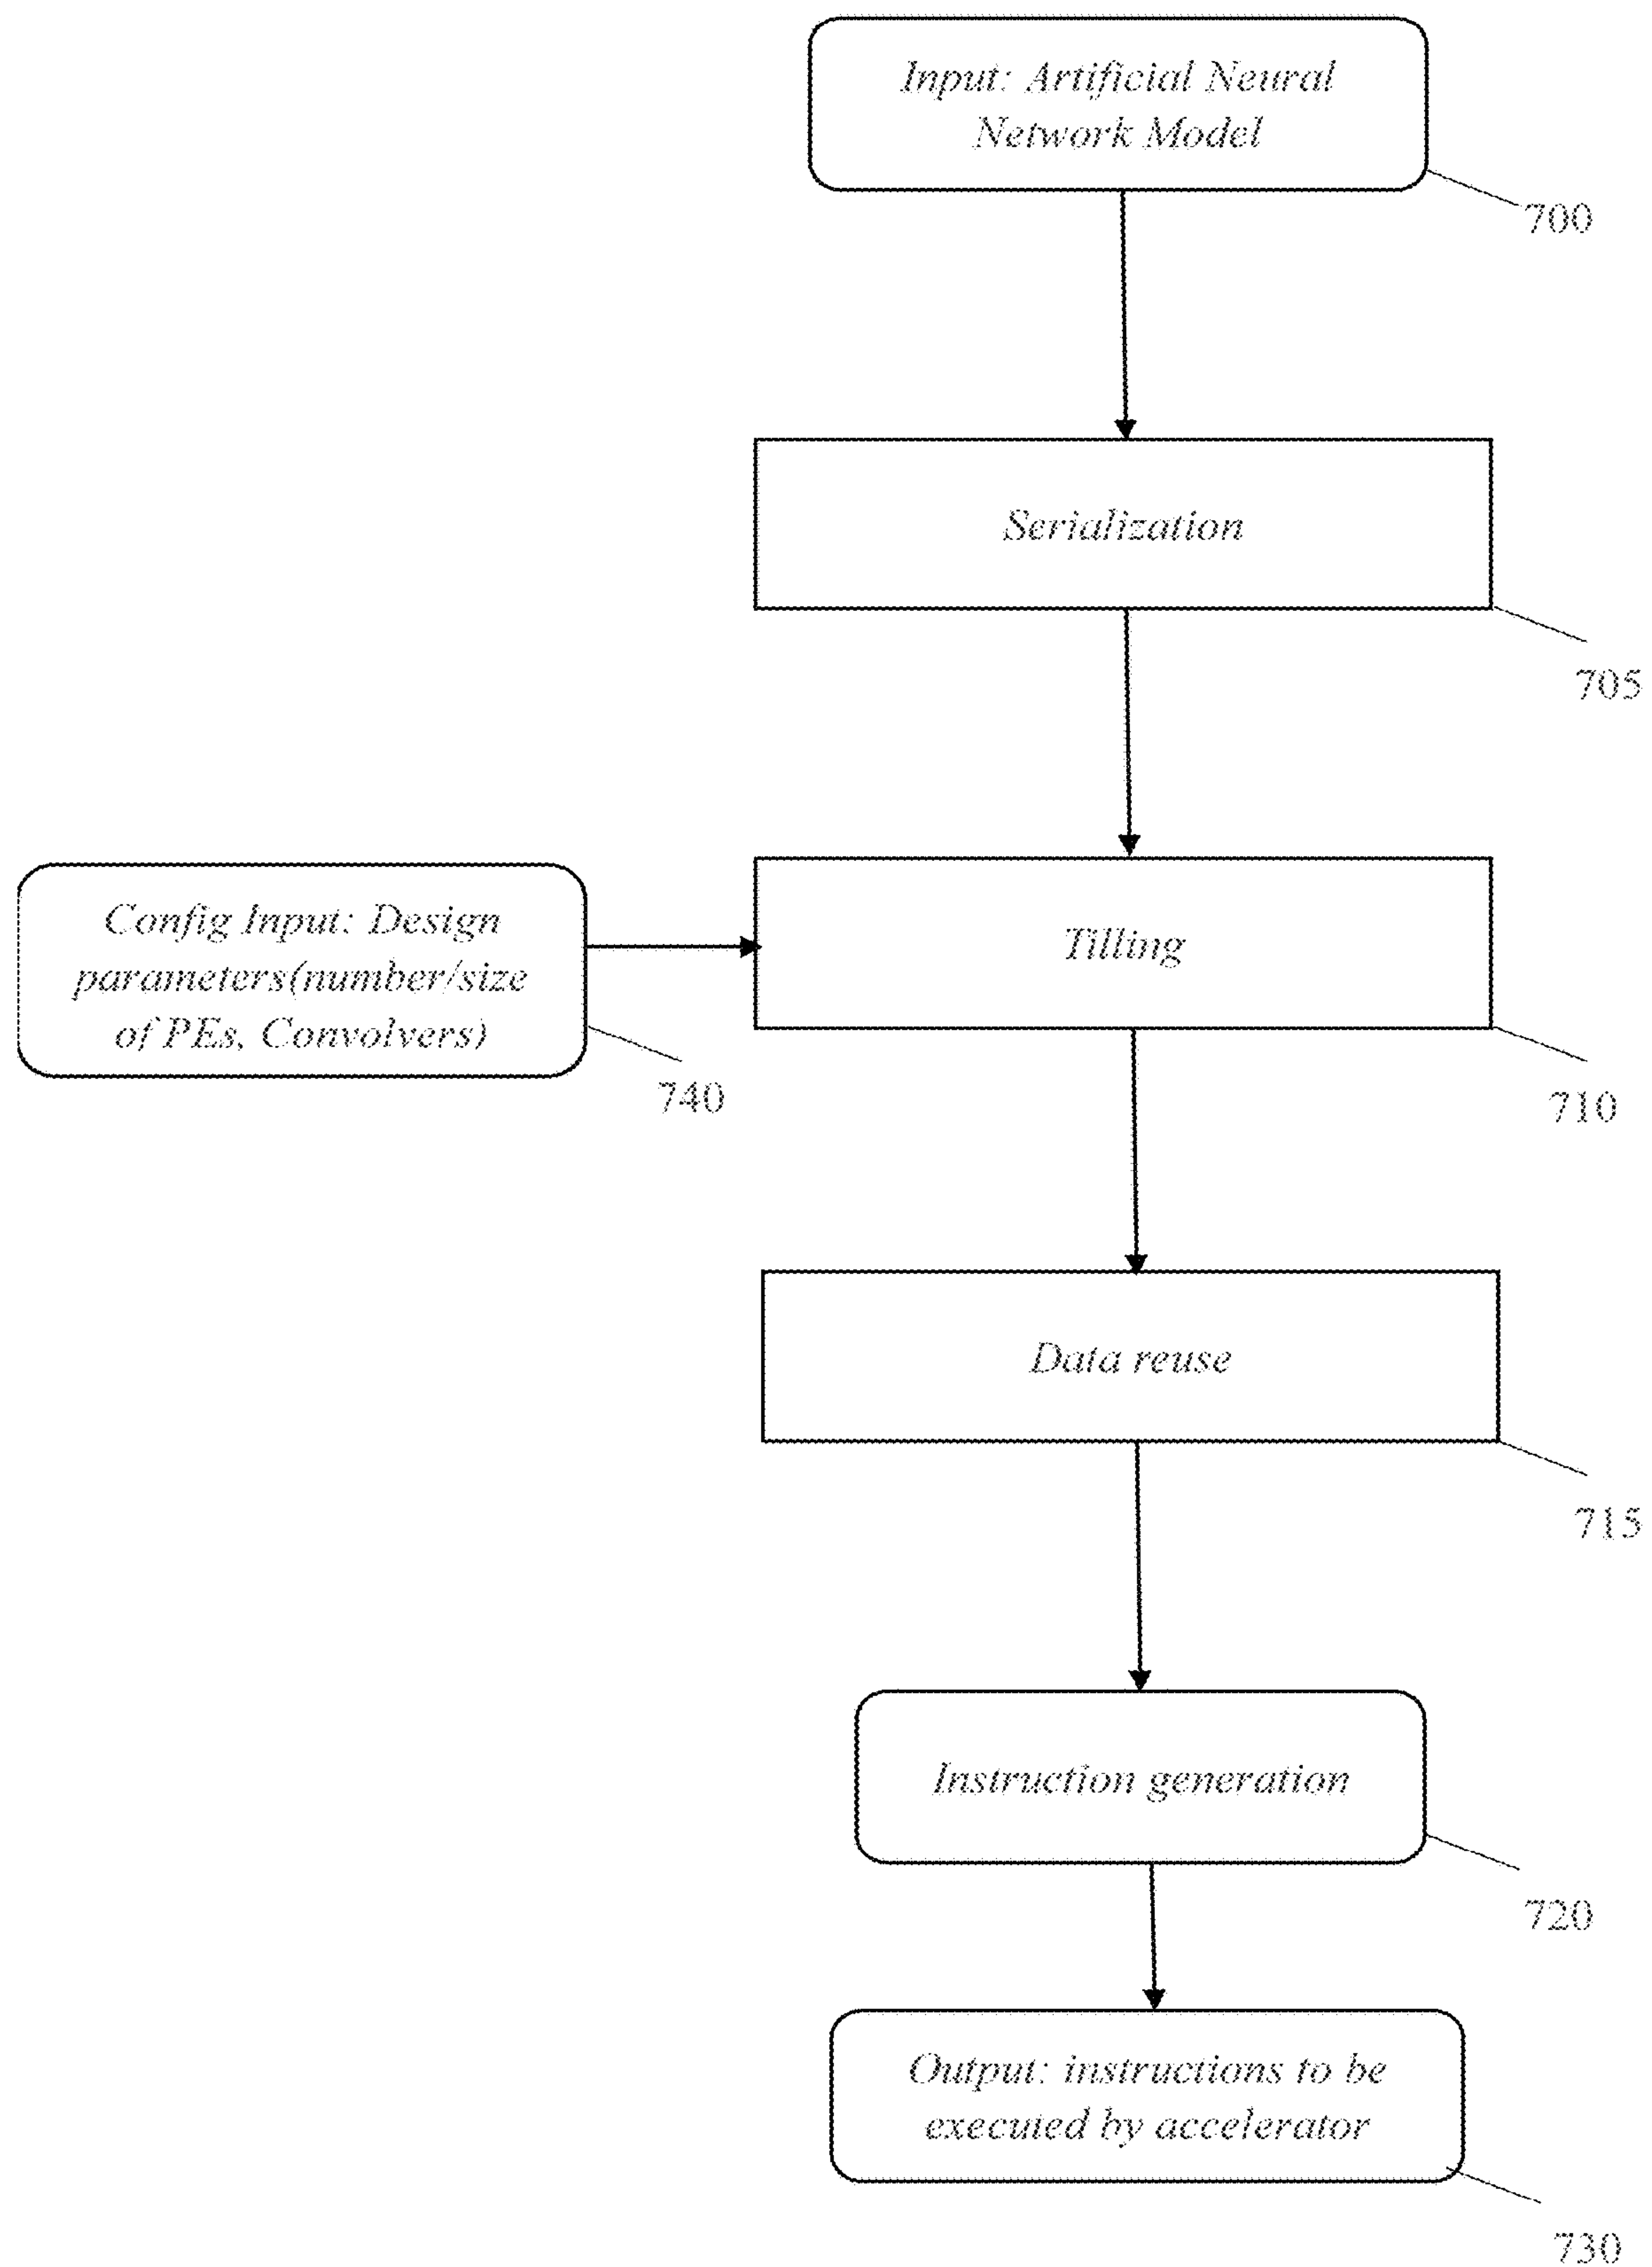 Input: Artificial Neural
Network Model
700
Serialization
705
Config Input: Design
parameters(number/size
of PEs, Convolvers)
740
Tilling
710
Data reuse
715
Instruction generation
720
Output: instructions to be
executed by accelerator
730